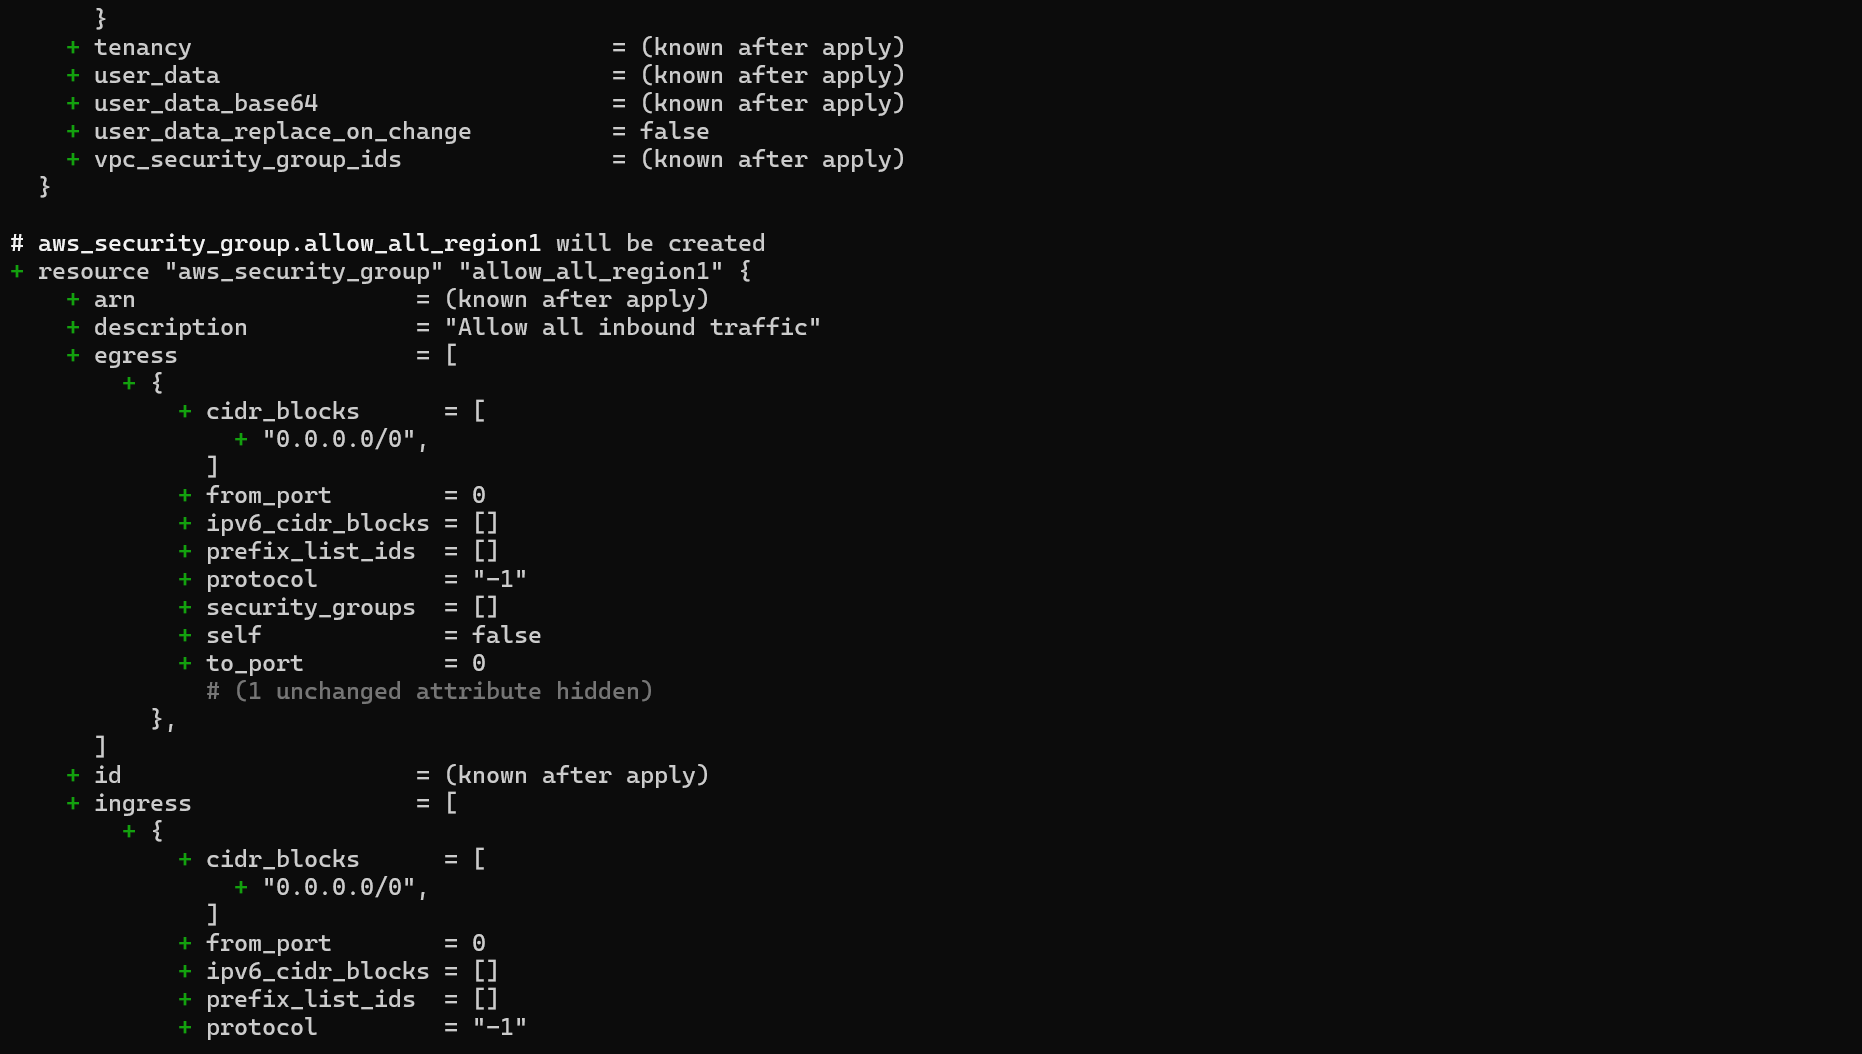 }
+ tenancy = (known after apply)
+ user_data = (known after apply)
+ user_data_base64 = (known after apply)
+ user_data_replace_on_change = false
+ vpc_security_group_ids = (known after apply)
}
# aws_security_group.allow_all_region1 will be created
+ resource "aws_security_group" "allow_all_region1" {
+ arn = (known after apply)
+ description = "Allow all inbound traffic"
+ egress = [
+ {
+ cidr_blocks = [
+ "0.0.0.0/0",
]
+ from_port = 0
+ ipv6_cidr_blocks = []
+ prefix_list_ids = []
+ protocol = "-1"
+ security_groups = []
+ self = false
+ to_port = 0
# (1 unchanged attribute hidden)
},
]
+ id = (known after apply)
+ ingress = [
+ {
+ cidr_blocks = [
+ "0.0.0.0/0",
]
+ from_port = 0
+ ipv6_cidr_blocks = []
+ prefix_list_ids = []
+ protocol = "-1"